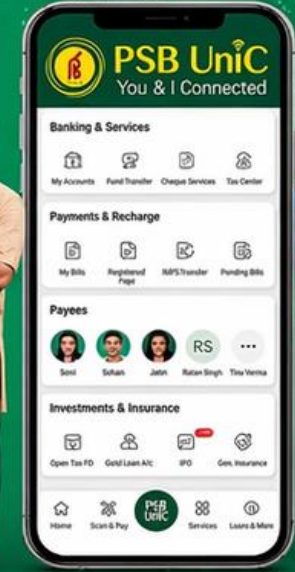 PSB UniC
You & I Connected
Banking & Services
My Accounts Fund Transfer Cheque Services Tax Center
Payments & Recharge
My Bills Registered IMPS Transfer Pending Bills
Payees
RS
Soni Sohan Jatin Ratan Singh Tinu Verma
Investments & Insurance
Open Tax FD Gold Loan A/c IPO Gen. Insurance
PSB
UniC
Home Scan & Pay Services Loans & More